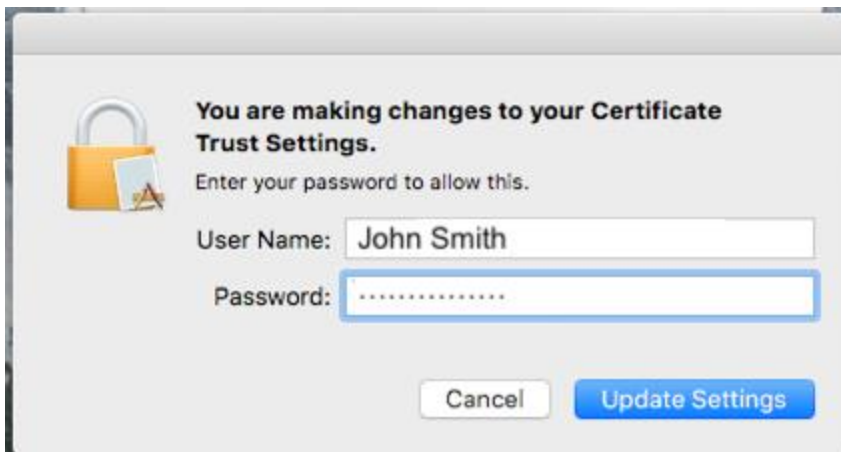 You are making changes to your Certificate
Trust Settings.
Enter your password to allow this.
User Name: John Smith
Password: ···············
Cancel Update Settings